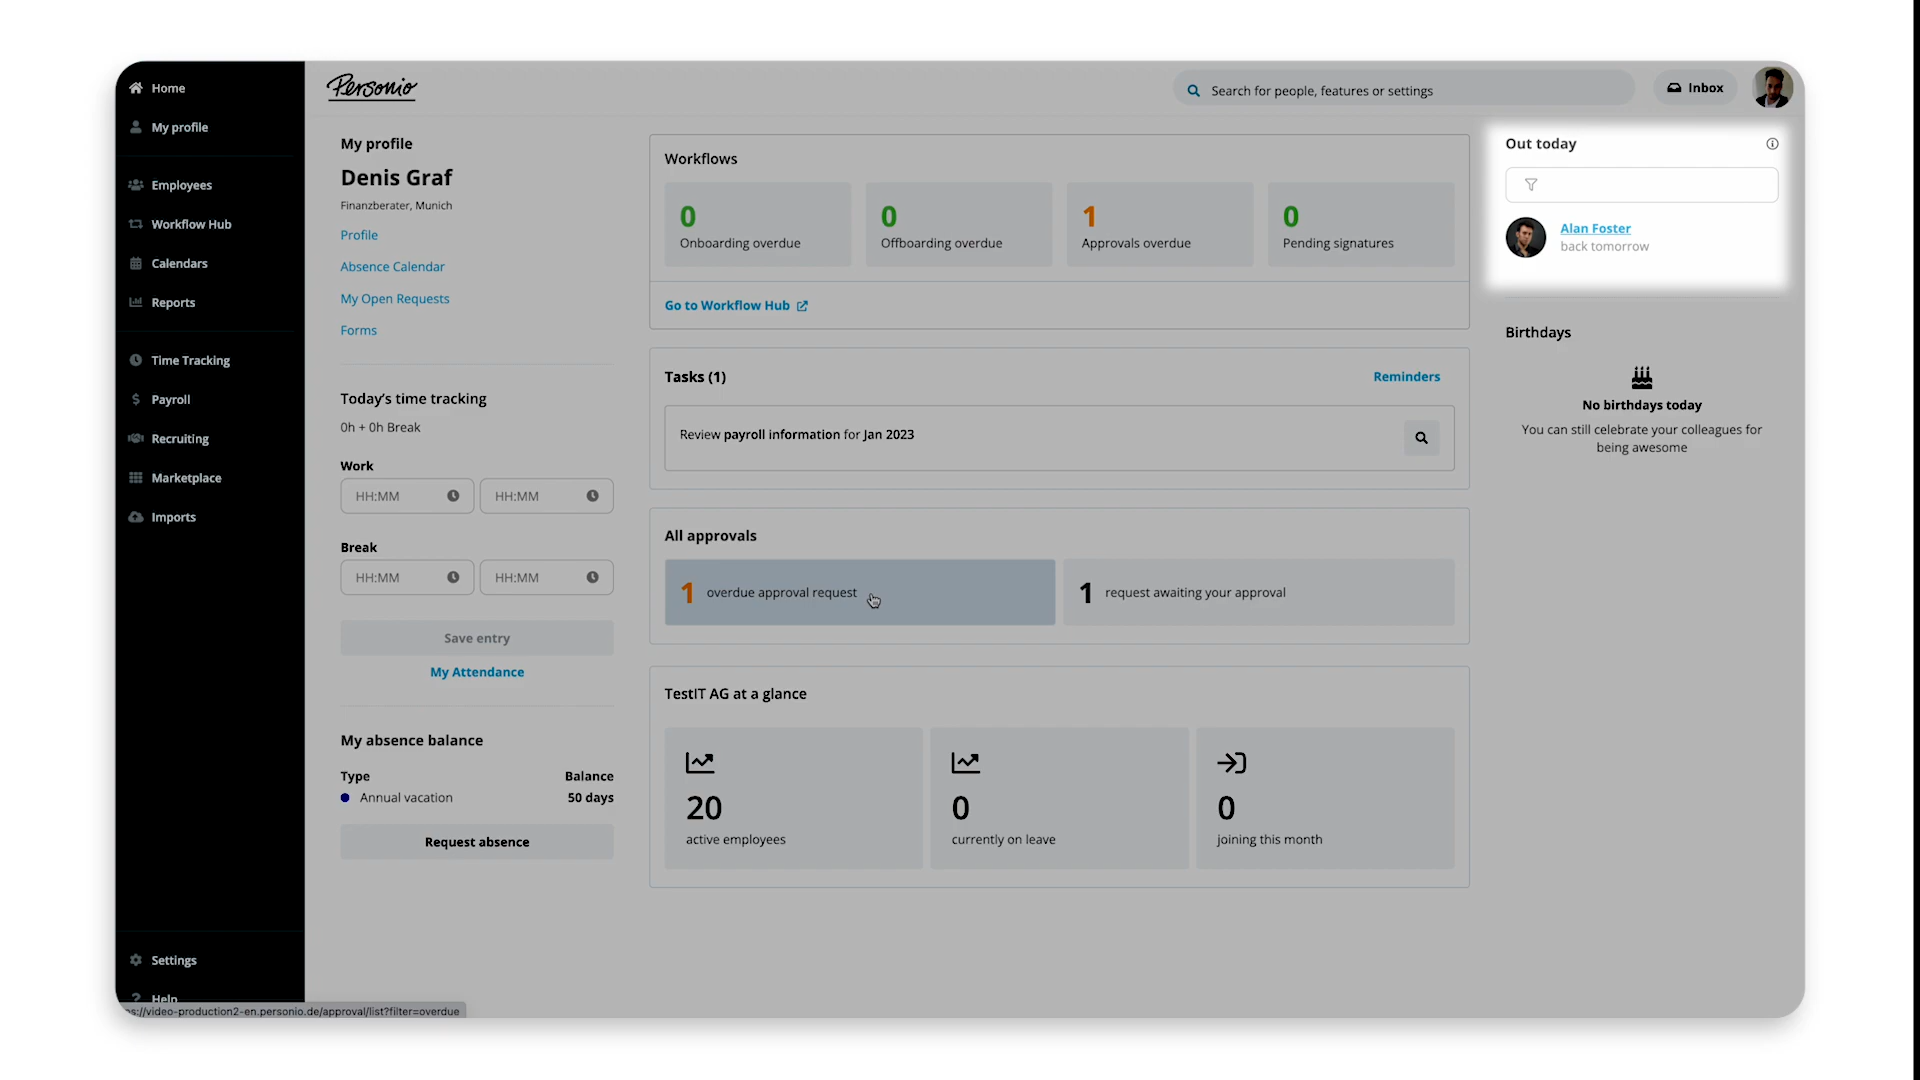 Home
My profile
Employees
Workflow Hub
Calendars
Reports
Time Tracking
Payroll
Recruiting
Marketplace
Imports
Settings
Help
s://video-production2-en.personio.de/approval/list?filter=overdue
Personio
Search for people, features or settings
Inbox
My profile
Denis Graf
Finanzberater, Munich
Profile
Absence Calendar
My Open Requests
Forms
Today's time tracking
0h + 0h Break
Work
HH:MM HH:MM
Break
HH:MM HH:MM
Save entry
My Attendance
My absence balance
Type Balance
Annual vacation 50 days
Request absence
Workflows
0 0 1 0
Onboarding overdue Offboarding overdue Approvals overdue Pending signatures
Go to Workflow Hub
Tasks (1) Reminders
Review payroll information for Jan 2023
All approvals
1 overdue approval request 1 request awaiting your approval
TestIT AG at a glance
20 0 0
active employees currently on leave joining this month
Out today
Alan Foster
back tomorrow
Birthdays
No birthdays today
You can still celebrate your colleagues for
being awesome